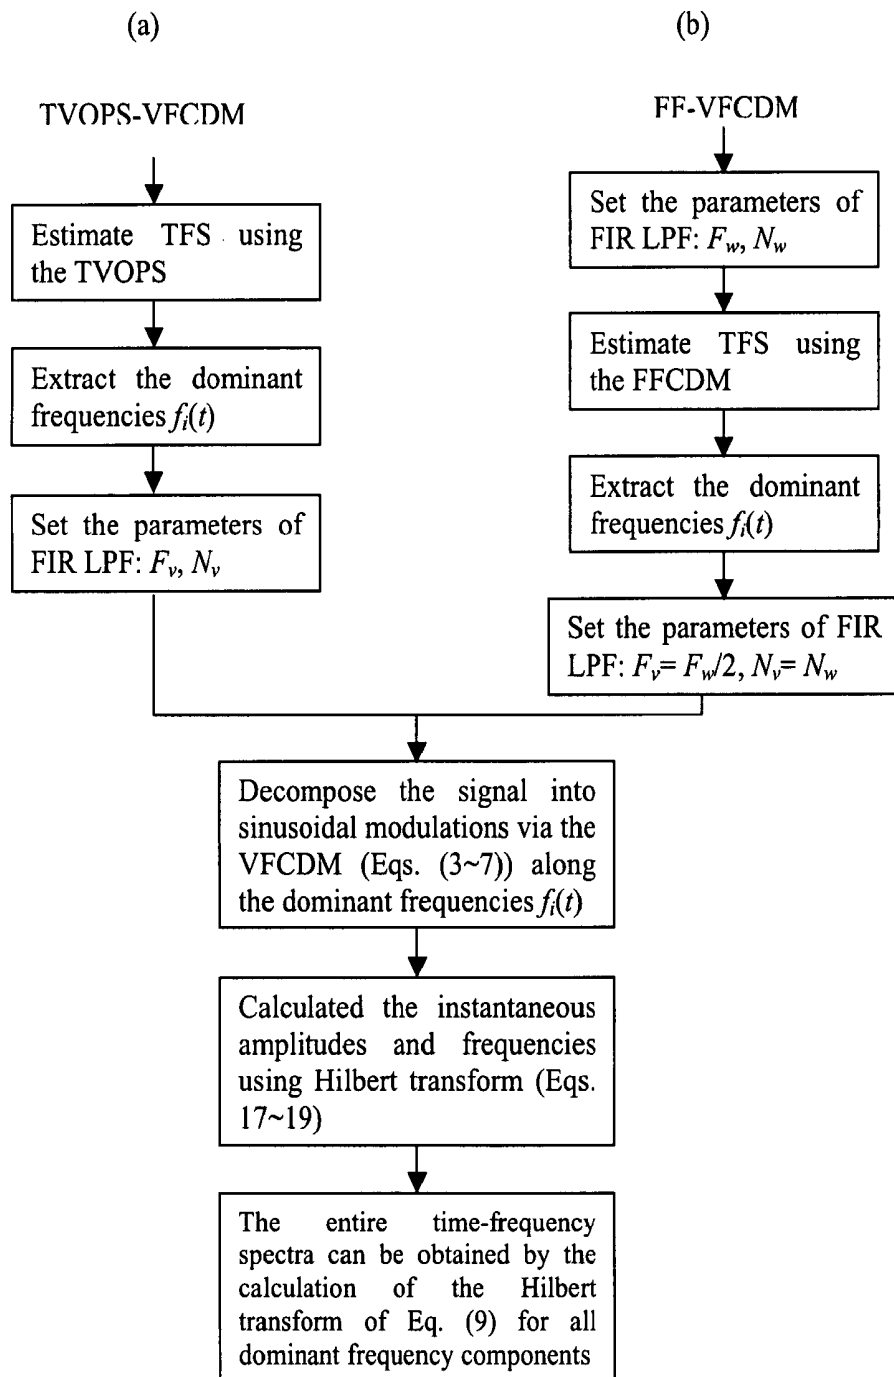 (a)
(b)
TVOPS-VFCDM
FF-VFCDM
Estimate TFS using
the TVOPS
Extract the dominant
frequencies fi(t)
Set the parameters of
FIR LPF: Fv, Nv
Set the parameters of
FIR LPF: Fw, Nw
Estimate TFS using
the FFCDM
Extract the dominant
frequencies fi(t)
Set the parameters of FIR
LPF: Fv= Fw/2, Nv= Nw
Decompose the signal into
sinusoidal modulations via the
VFCDM (Eqs. (3~7)) along
the dominant frequencies fi(t)
Calculated the instantaneous
amplitudes and frequencies
using Hilbert transform (Eqs.
17~19)
The entire time-frequency
spectra can be obtained by the
calculation of the Hilbert
transform of Eq. (9) for all
dominant frequency components